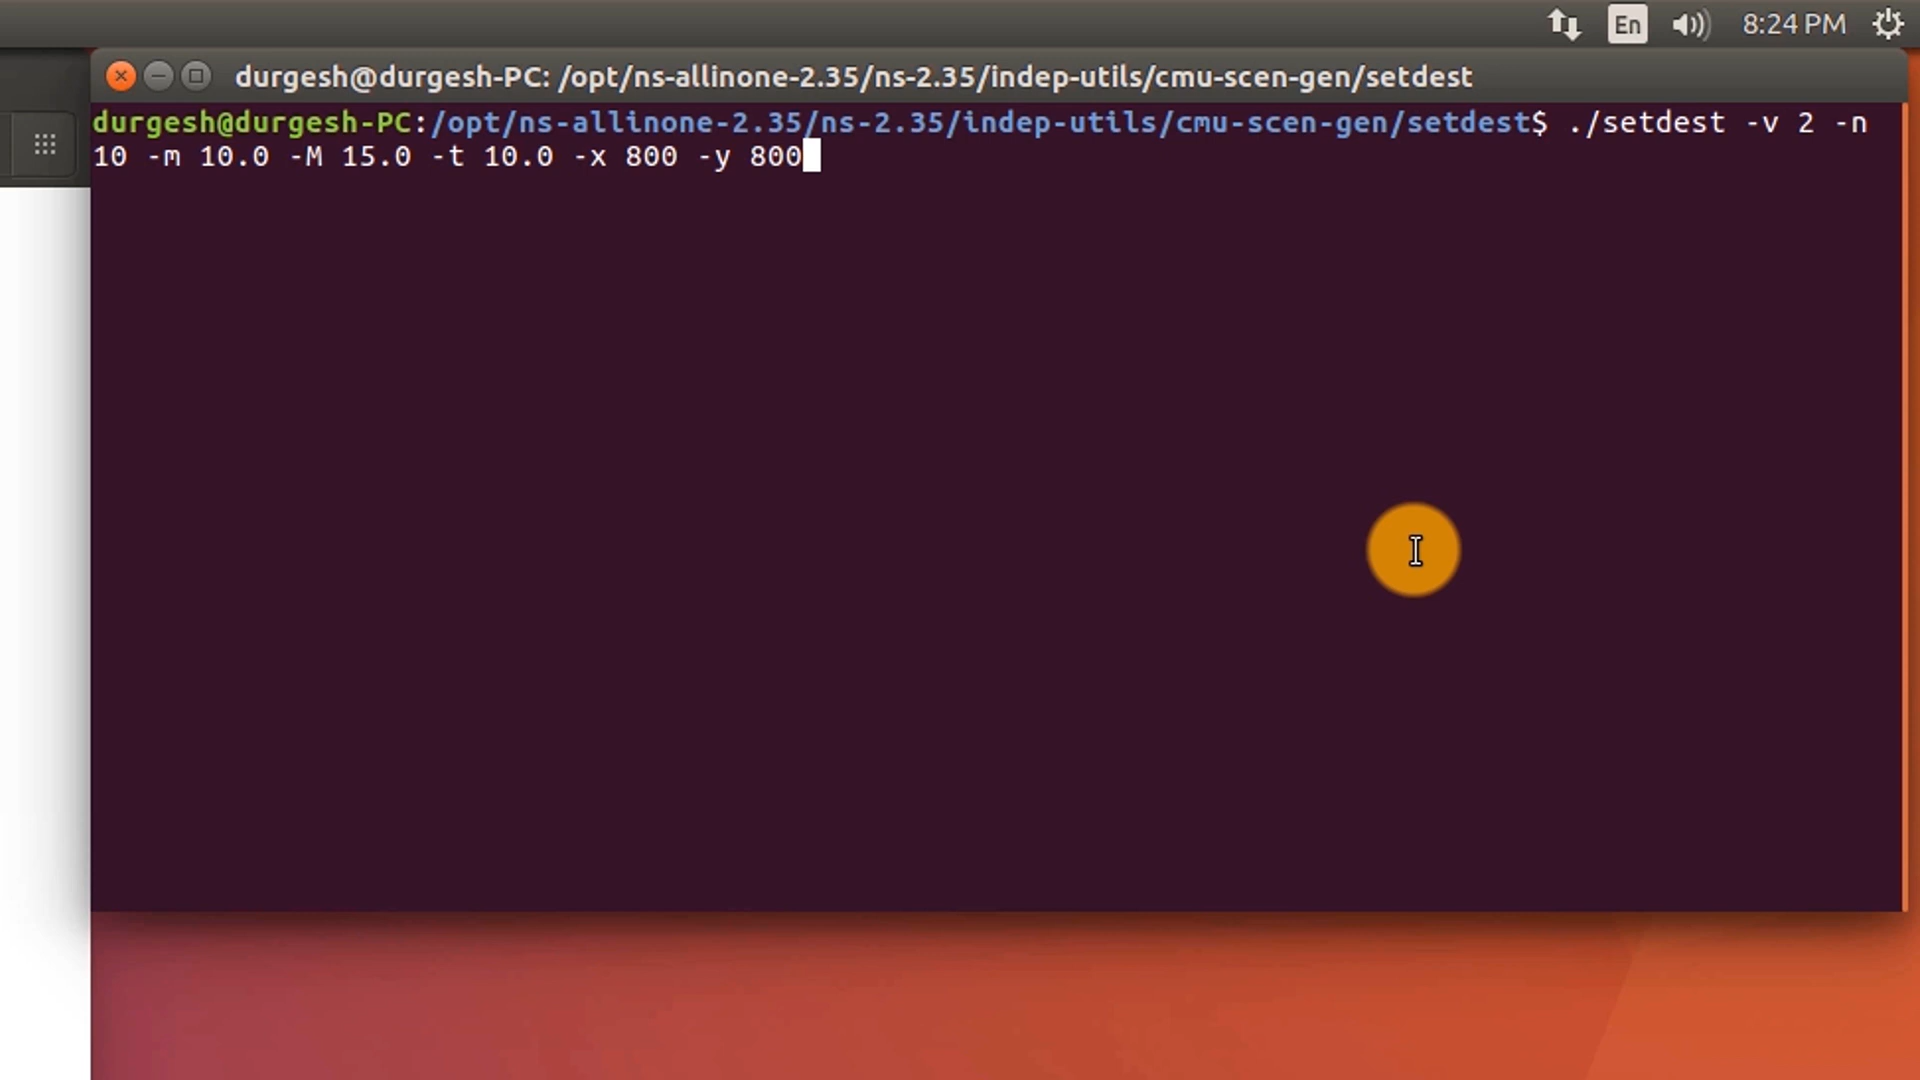 En 8:24 PM
durgesh@durgesh-PC: /opt/ns-allinone-2.35/ns-2.35/indep-utils/cmu-scen-gen/setdest
durgesh@durgesh-PC:/opt/ns-allinone-2.35/ns-2.35/indep-utils/cmu-scen-gen/setdest$ ./setdest -v 2 -n
10 -m 10.0 -M 15.0 -t 10.0 -x 800 -y 800